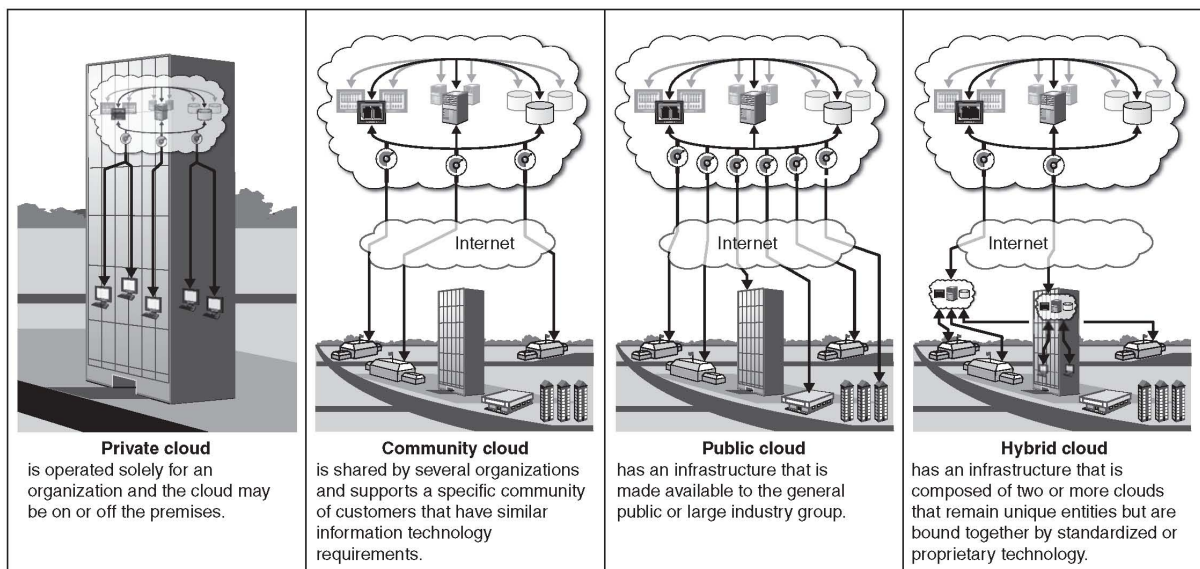 Internet
Internet
Internet
Private cloud
is operated solely for an
organization and the cloud may
be on or off the premises.
Community cloud
is shared by several organizations
and supports a specific community
of customers that have similar
information technology
requirements.
Public cloud
has an infrastructure that is
made available to the general
public or large industry group.
Hybrid cloud
has an infrastructure that is
composed of two or more clouds
that remain unique entities but are
bound together by standardized or
proprietary technology.